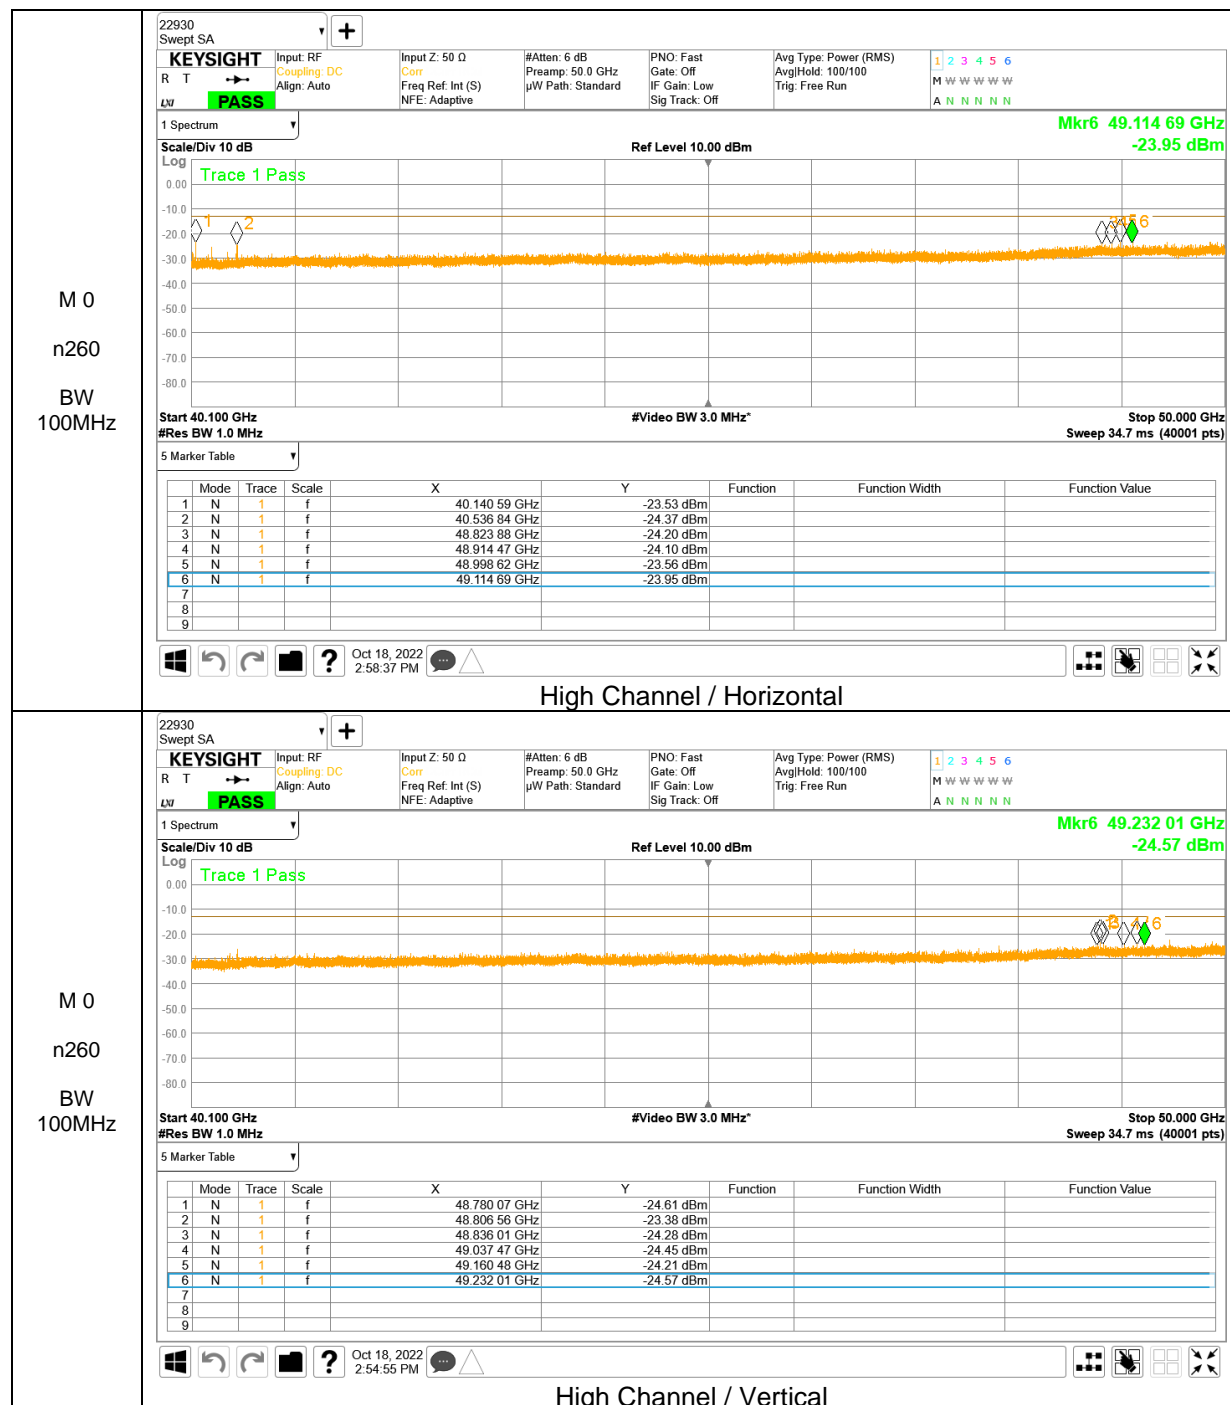 M 0
n260
BW
100MHz
22930
Swept SA
KEYSIGHT
R T
LXI
PASS
Input: RF
Coupling: DC
Align: Auto
Input Z: 50 Ω
Corr
Freq Ref: Int (S)
NFE: Adaptive
#Atten: 6 dB
Preamp: 50.0 GHz
µW Path: Standard
PNO: Fast
Gate: Off
IF Gain: Low
Sig Track: Off
Avg Type: Power (RMS)
Avg|Hold: 100/100
Trig: Free Run
1 2 3 4 5 6
M W W W W W
A N N N N N
1 Spectrum
Mkr6 49.114 69 GHz
Scale/Div 10 dB
Ref Level 10.00 dBm
-23.95 dBm
Log
Trace 1 Pass
0.00
-10.0
1 2 6
-20.0
-30.0
-40.0
-50.0
-60.0
-70.0
-80.0
Start 40.100 GHz
#Video BW 3.0 MHz*
Stop 50.000 GHz
#Res BW 1.0 MHz
Sweep 34.7 ms (40001 pts)
5 Marker Table
Mode Trace Scale X Y Function Function Width Function Value
1 N 1 f 40.140 59 GHz -23.53 dBm
2 N 1 f 40.536 84 GHz -24.37 dBm
3 N 1 f 48.823 88 GHz -24.20 dBm
4 N 1 f 48.914 47 GHz -24.10 dBm
5 N 1 f 48.998 62 GHz -23.56 dBm
6 N 1 f 49.114 69 GHz -23.95 dBm
7
8
9
?
Oct 18, 2022
2:58:37 PM
High Channel / Horizontal
M 0
n260
BW
100MHz
22930
Swept SA
KEYSIGHT
R T
LXI
PASS
Input: RF
Coupling: DC
Align: Auto
Input Z: 50 Ω
Corr
Freq Ref: Int (S)
NFE: Adaptive
#Atten: 6 dB
Preamp: 50.0 GHz
µW Path: Standard
PNO: Fast
Gate: Off
IF Gain: Low
Sig Track: Off
Avg Type: Power (RMS)
Avg|Hold: 100/100
Trig: Free Run
1 2 3 4 5 6
M W W W W W
A N N N N N
1 Spectrum
Mkr6 49.232 01 GHz
Scale/Div 10 dB
Ref Level 10.00 dBm
-24.57 dBm
Log
Trace 1 Pass
0.00
-10.0
6
-20.0
-30.0
-40.0
-50.0
-60.0
-70.0
-80.0
Start 40.100 GHz
#Video BW 3.0 MHz*
Stop 50.000 GHz
#Res BW 1.0 MHz
Sweep 34.7 ms (40001 pts)
5 Marker Table
Mode Trace Scale X Y Function Function Width Function Value
1 N 1 f 48.780 07 GHz -24.61 dBm
2 N 1 f 48.806 56 GHz -23.38 dBm
3 N 1 f 48.836 01 GHz -24.28 dBm
4 N 1 f 49.037 47 GHz -24.45 dBm
5 N 1 f 49.160 48 GHz -24.21 dBm
6 N 1 f 49.232 01 GHz -24.57 dBm
7
8
9
?
Oct 18, 2022
2:54:55 PM
High Channel / Vertical